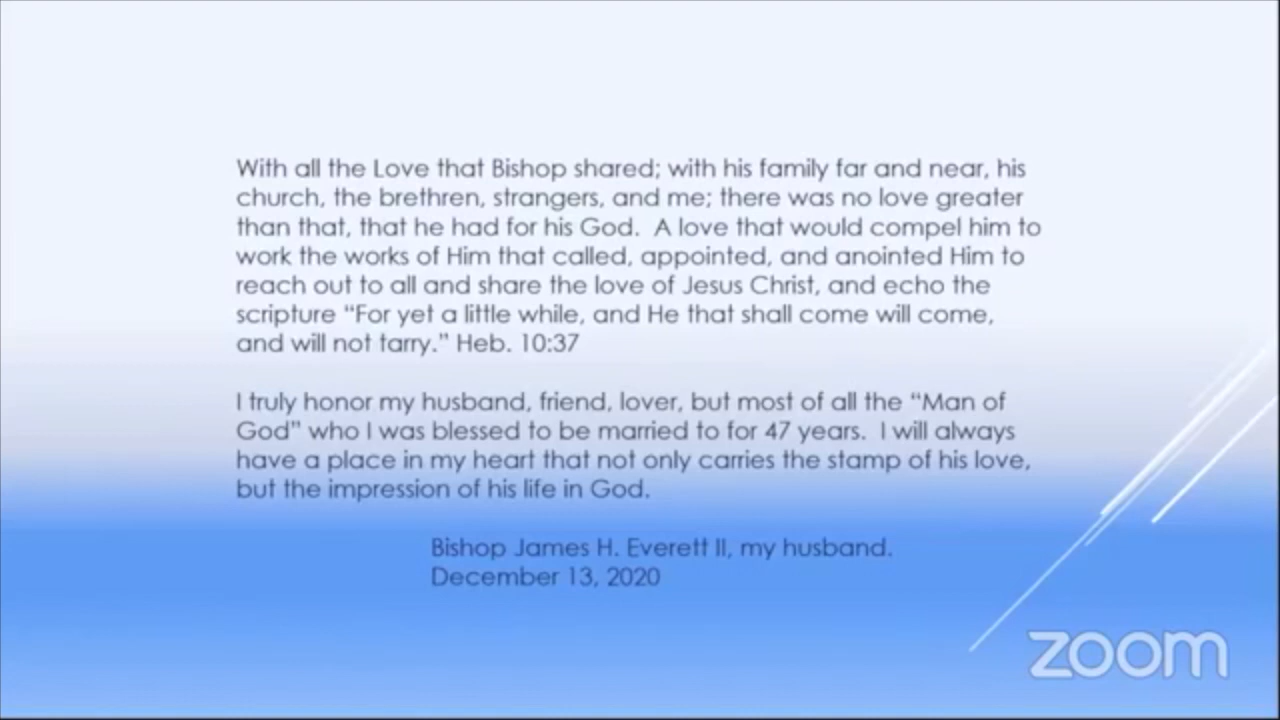 With all the Love that Bishop shared; with his family far and near, his
church, the brethren, strangers, and me; there was no love greater
than that, that he had for his God.  A love that would compel him to
work the works of Him that called, appointed, and anointed Him to
reach out to all and share the love of Jesus Christ, and echo the
scripture “For yet a little while, and He that shall come will come,
and will not tarry.” Heb. 10:37
I truly honor my husband, friend, lover, but most of all the “Man of
God” who I was blessed to be married to for 47 years.  I will always
have a place in my heart that not only carries the stamp of his love,
but the impression of his life in God.
Bishop James H. Everett II, my husband.
December 13, 2020
zoom